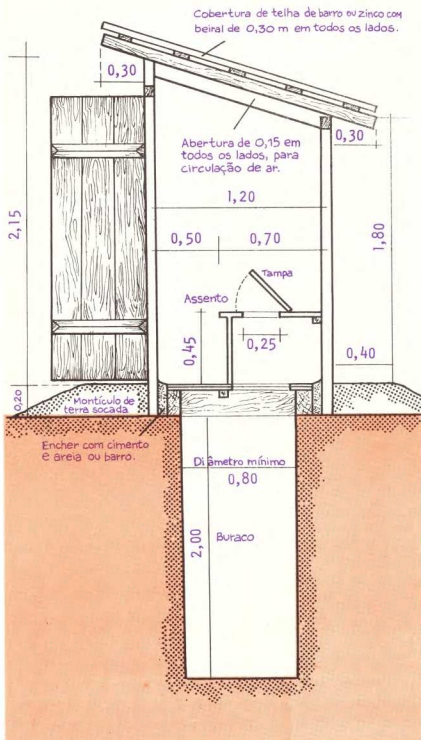 Cobertura de telha de barro ou zinco com
beiral de 0,30 m em todos os lados.
0,30
0,30
Abertura de 0,15 em
todos os lados, para
circulação de ar.
1,20
2,15
1,80
0,50
0,70
Tampa
Assento
0,25
0,45
0,40
0,20
Montículo de
terra socada
Encher com cimento
e areia ou barro.
Diâmetro mínimo
0,80
2,00
Buraco